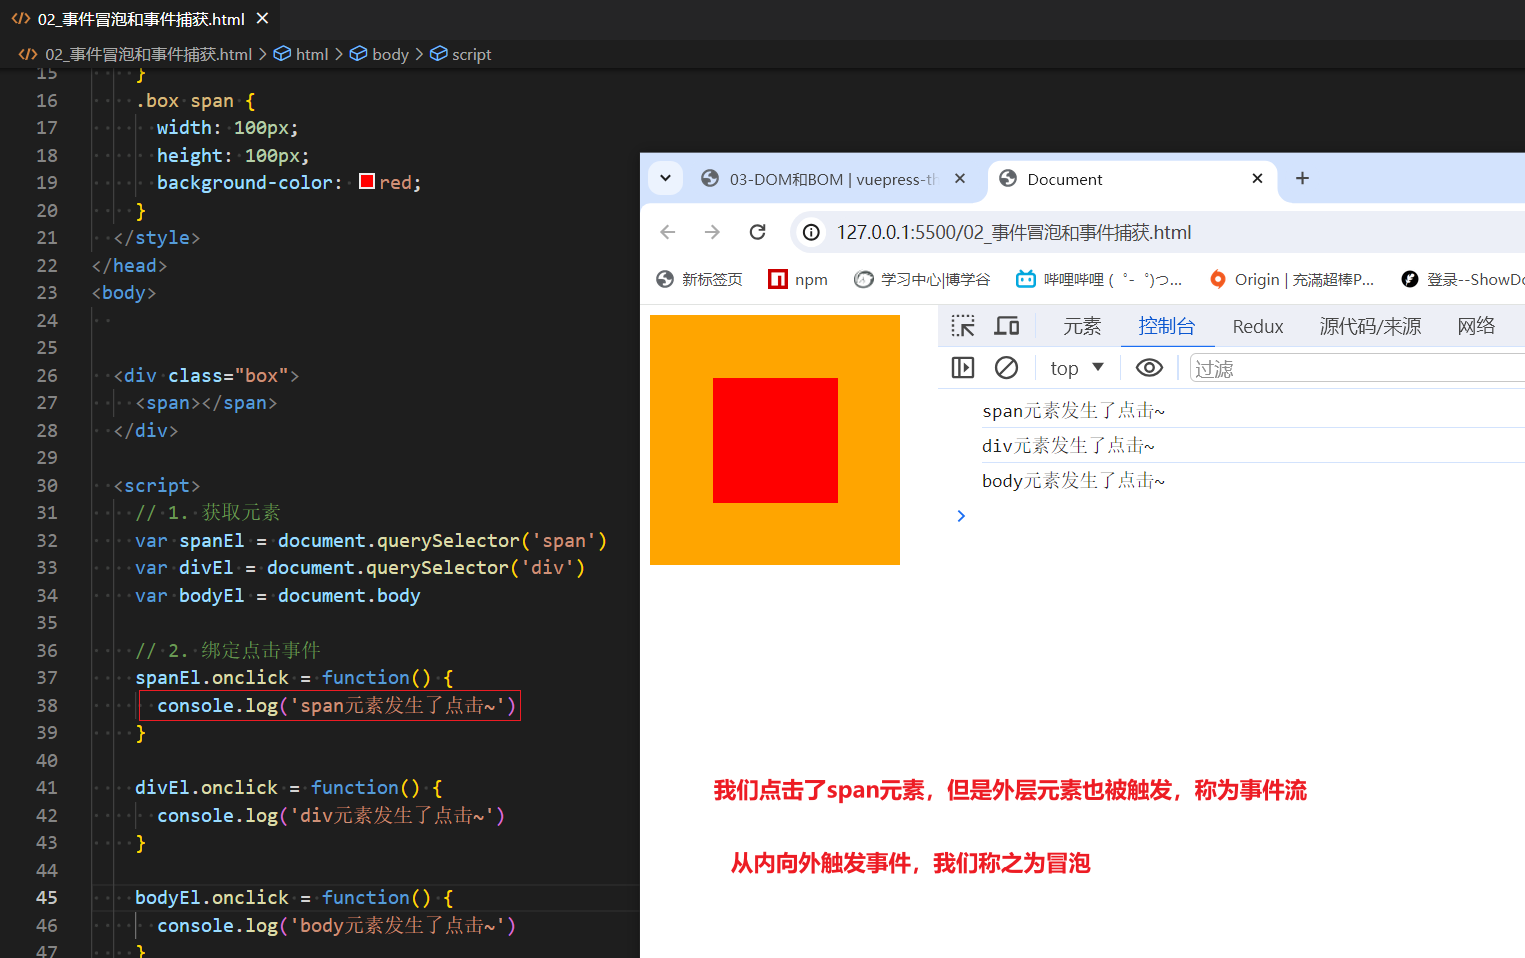 02_事件冒泡和事件捕获.html
02_事件冒泡和事件捕获.html > html > body > script
15 }
16 .box span {
17 width: 100px;
18 height: 100px;
19 background-color: red;
20 }
21 </style>
22 </head>
23 <body>
24
25
26 <div class="box">
27 <span></span>
28 </div>
29
30 <script>
31 // 1. 获取元素
32 var spanEl = document.querySelector('span')
33 var divEl = document.querySelector('div')
34 var bodyEl = document.body
35
36 // 2. 绑定点击事件
37 spanEl.onclick = function() {
38 console.log('span元素发生了点击~')
39 }
40
41 divEl.onclick = function() {
42 console.log('div元素发生了点击~')
43 }
44
45 bodyEl.onclick = function() {
46 console.log('body元素发生了点击~')
47 }
03-DOM和BOM | vuepress-th
Document
127.0.0.1:5500/02_事件冒泡和事件捕获.html
新标签页 npm 学习中心|博学谷 哔哩哔哩 (゜-゜)つ... Origin | 充满超棒P... 登录--ShowDo
元素 控制台 Redux 源代码/来源 网络
top 过滤
span元素发生了点击~
div元素发生了点击~
body元素发生了点击~
我们点击了span元素，但是外层元素也被触发，称为事件流
从内向外触发事件，我们称之为冒泡